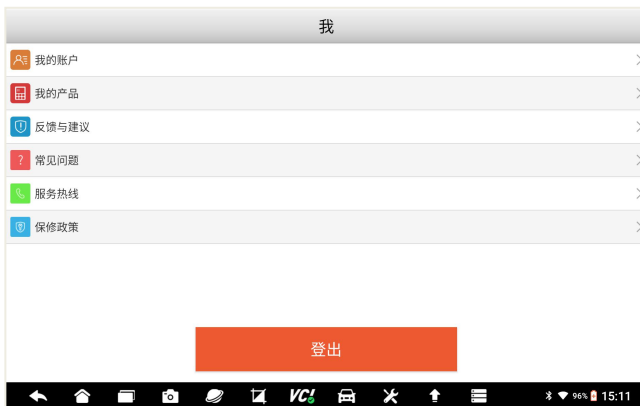 我
我的账户
我的产品
反馈与建议
常见问题
服务热线
保修政策
登出
VCI 96% 15:11